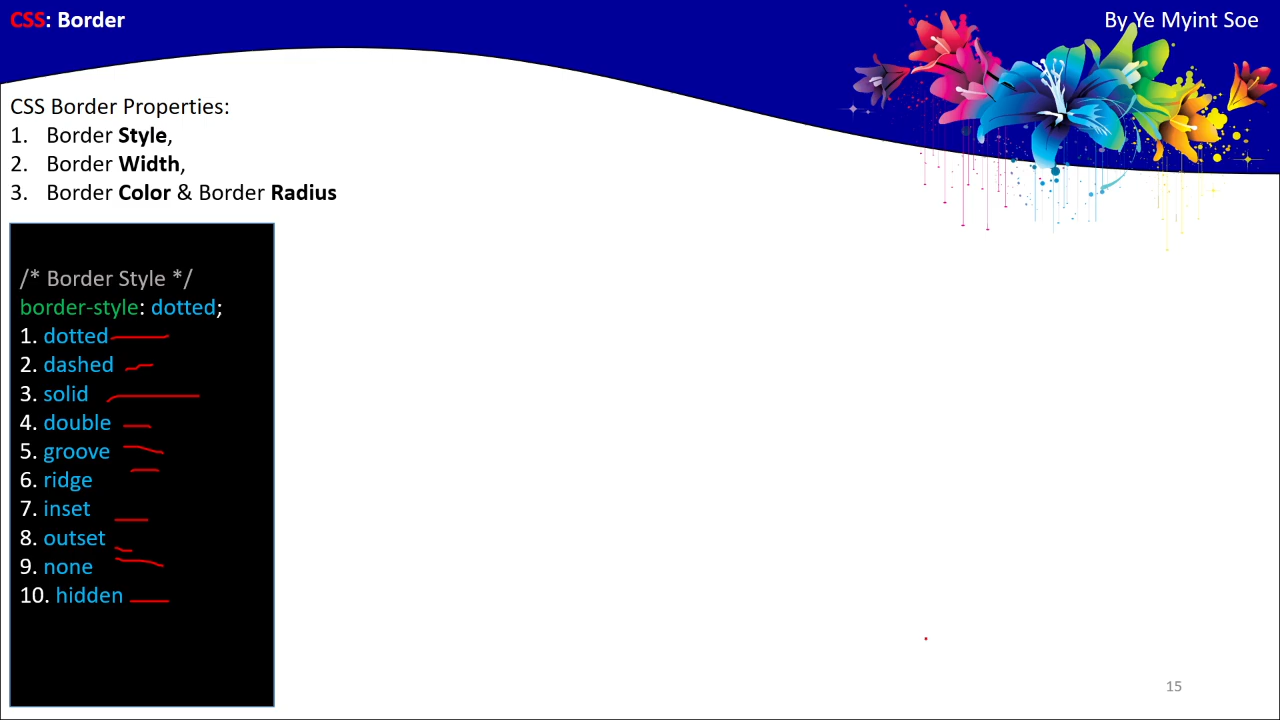 CSS: Border
By Ye Myint Soe
CSS Border Properties:
1. Border Style,
2. Border Width,
3. Border Color & Border Radius
/* Border Style */
border-style: dotted;
1. dotted
2. dashed
3. solid
4. double
5. groove
6. ridge
7. inset
8. outset
9. none
10. hidden
15